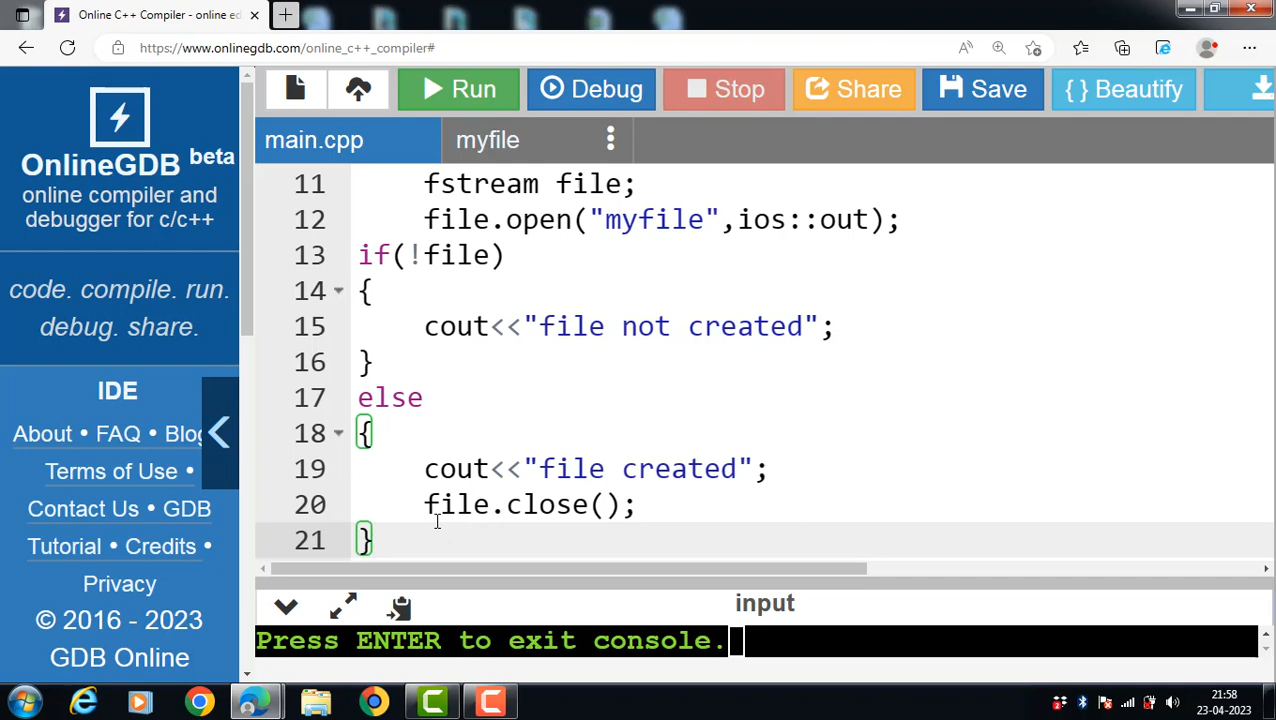 Online C++ Compiler - online ed
https://www.onlinegdb.com/online_c++_compiler#
OnlineGDB beta
online compiler and
debugger for c/c++
code. compile. run.
debug. share.
IDE
About • FAQ • Blog
Terms of Use •
Contact Us • GDB
Tutorial • Credits •
Privacy
© 2016 - 2023
GDB Online
Run Debug Stop Share Save { } Beautify
main.cpp myfile
11 fstream file;
12 file.open("myfile",ios::out);
13 if(!file)
14 {
15 cout<<"file not created";
16 }
17 else
18 {
19 cout<<"file created";
20 file.close();
21 }
input
Press ENTER to exit console.
21:58
23-04-2023